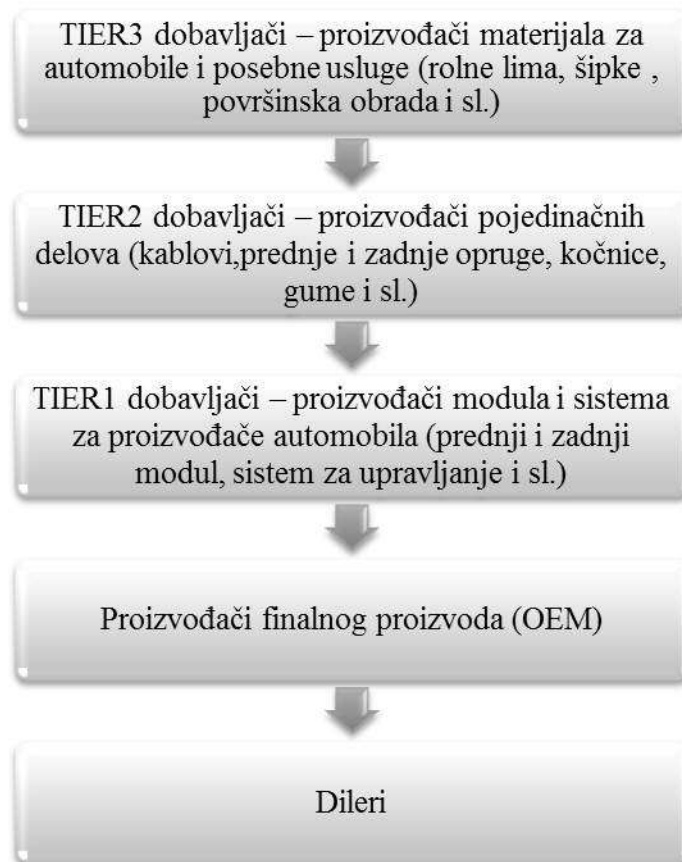 TIER3 dobavljači – proizvođači materijala za
automobile i posebne usluge (rolne lima, šipke ,
površinska obrada i sl.)
TIER2 dobavljači – proizvođači pojedinačnih
delova (kablovi,prednje i zadnje opruge, kočnice,
gume i sl.)
TIER1 dobavljači – proizvođači modula i sistema
za proizvođače automobila (prednji i zadnji
modul, sistem za upravljanje i sl.)
Proizvođači finalnog proizvoda (OEM)
Dileri